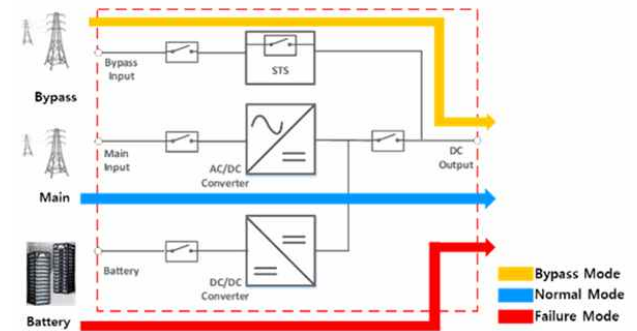 Bypass
Input
STS
Bypass
Main
Input
AC/DC
Converter
DC
Output
Main
Battery
DC/DC
Converter
Battery
Bypass Mode
Normal Mode
Failure Mode